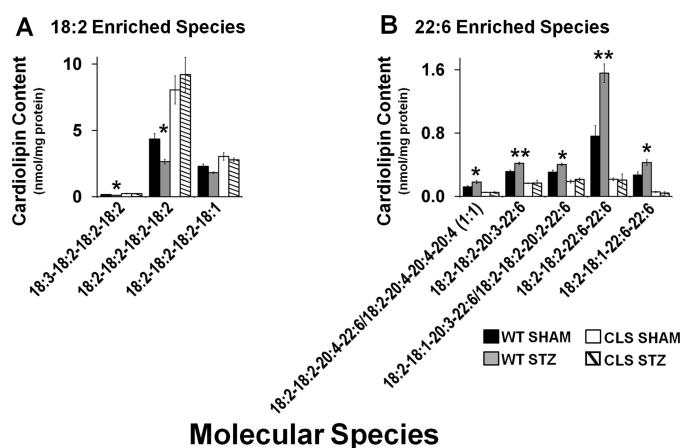 A 18:2 Enriched Species
Cardiolipin Content
(nmol/mg protein)
10
5
0
*
*
18:3-18:2-18:2-18:2
18:2-18:2-18:2-18:2
18:2-18:2-18:2-18:1
B 22:6 Enriched Species
Cardiolipin Content
(nmol/mg protein)
1.6
0.8
0.0
*
**
*
**
*
18:2-18:2-20:4-22:6/18:2-20:4-20:4-20:4 (1:1)
18:2-18:2-20:3-22:6
18:2-18:1-20:3-22:6/18:2-18:2-20:2-22:6
18:2-18:2-22:6-22:6
18:2-18:1-22:6-22:6
WT SHAM
CLS SHAM
WT STZ
CLS STZ
Molecular Species